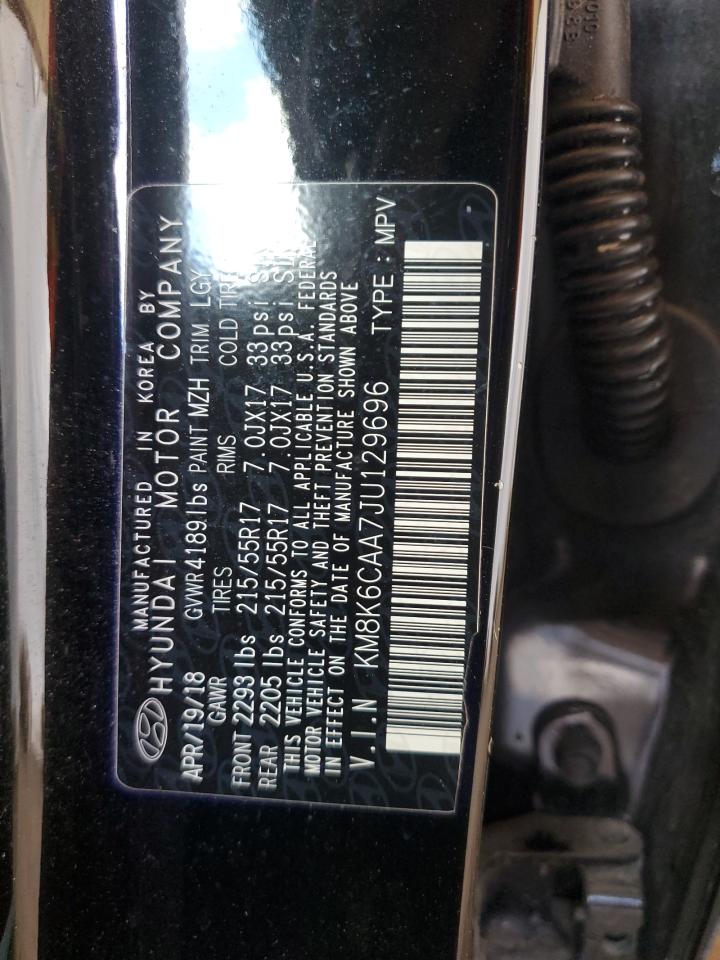 MANUFACTURED IN KOREA BY
HYUNDAI MOTOR COMPANY
APR/19/18 GVWR 4189lbs PAINT MZH TRIM LGY
GAWR TIRES RIMS COLD
FRONT 2293 lbs 215/55R17 7.0JX17 33psi
REAR 2205 lbs 215/55R17 7.0JX17 33psi
THIS VEHICLE CONFORMS TO ALL APPLICABLE U.S.A. FEDERAL
MOTOR VEHICLE SAFETY AND THEFT PREVENTION STANDARDS
IN EFFECT ON THE DATE OF MANUFACTURE SHOWN ABOVE
V.I.N KM8K6CAA7JU129696 TYPE : MPV